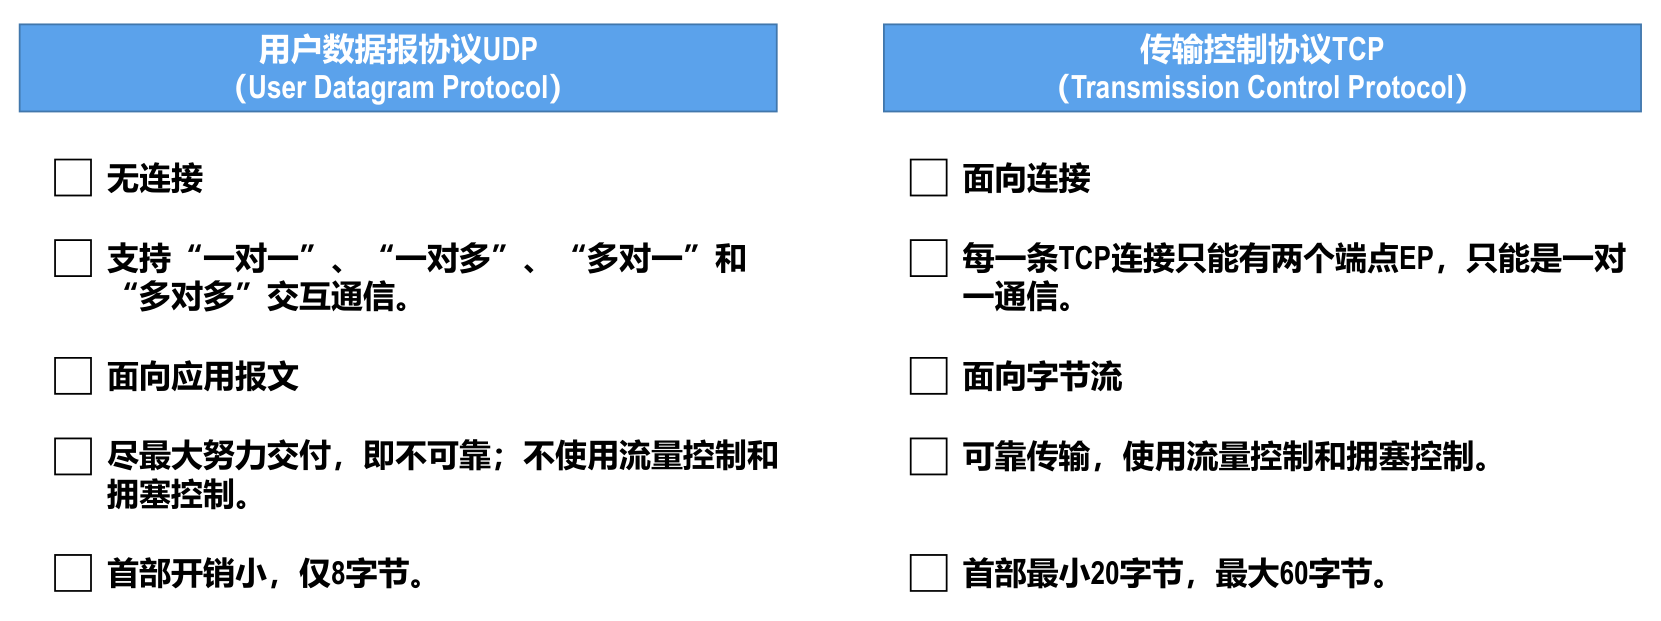 用户数据报协议UDP
（User Datagram Protocol）
无连接
支持“一对一”、“一对多”、“多对一”和
“多对多”交互通信。
面向应用报文
尽最大努力交付，即不可靠；不使用流量控制和
拥塞控制。
首部开销小，仅8字节。
传输控制协议TCP
（Transmission Control Protocol）
面向连接
每一条TCP连接只能有两个端点EP，只能是一对
一通信。
面向字节流
可靠传输，使用流量控制和拥塞控制。
首部最小20字节，最大60字节。